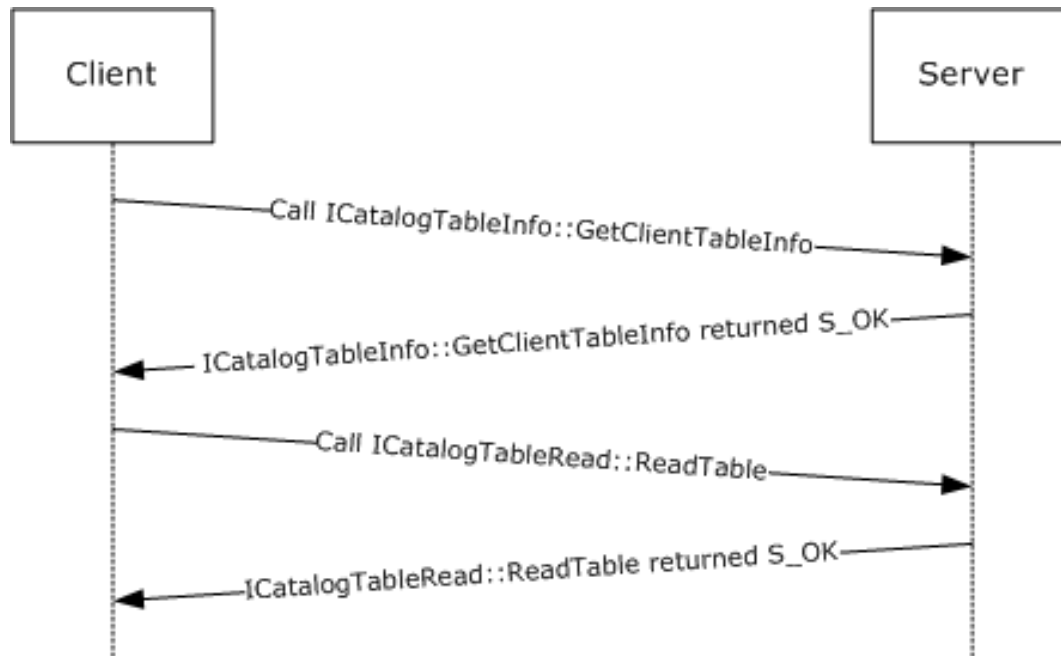 Client
Server
Call ICatalogTableInfo::GetClientTableInfo
ICatalogTableInfo::GetClientTableInfo returned S_OK
Call ICatalogTableRead::ReadTable
ICatalogTableRead::ReadTable returned S_OK